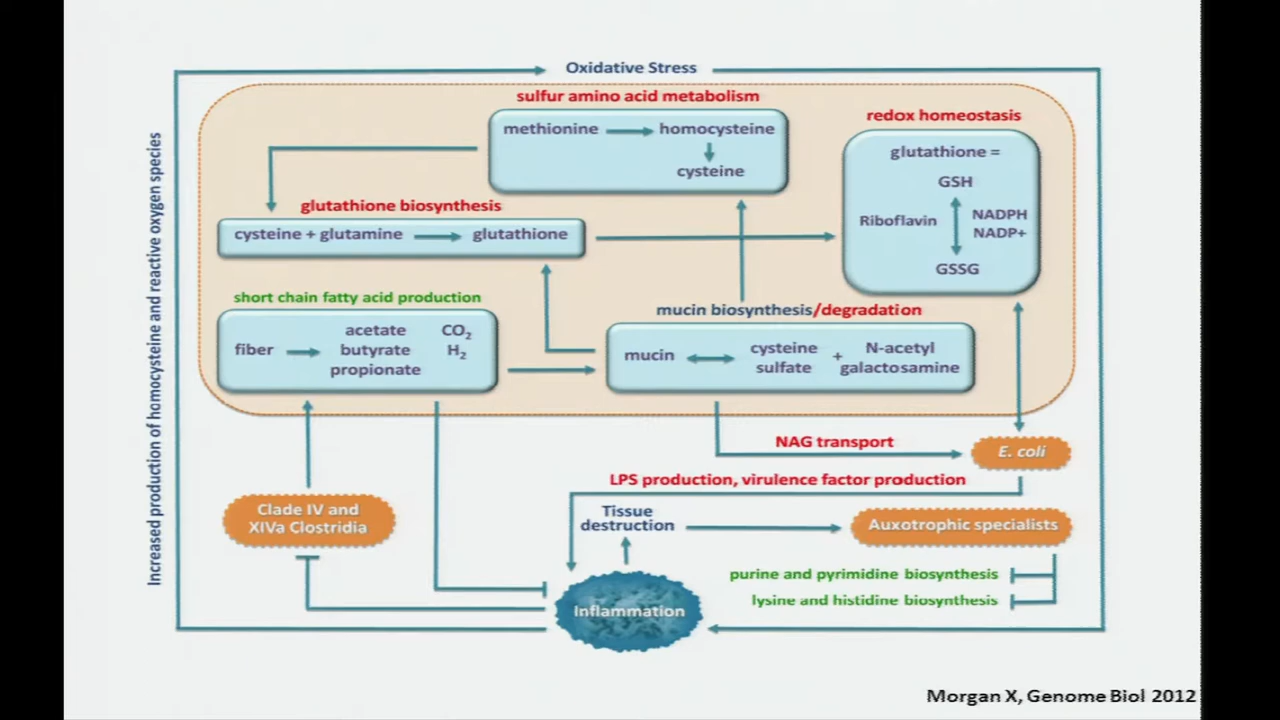 Oxidative Stress
sulfur amino acid metabolism
methionine homocysteine
cysteine
redox homeostasis
glutathione =
GSH
Riboflavin NADPH
NADP+
GSSG
glutathione biosynthesis
cysteine + glutamine glutathione
short chain fatty acid production
fiber acetate CO2
butyrate H2
propionate
mucin biosynthesis/degradation
mucin cysteine + N-acetyl
sulfate galactosamine
NAG transport
E. coli
LPS production, virulence factor production
Clade IV and
XIVa Clostridia
Tissue
destruction
Auxotrophic specialists
purine and pyrimidine biosynthesis
lysine and histidine biosynthesis
Inflammation
Increased production of homocysteine and reactive oxygen species
Morgan X, Genome Biol 2012